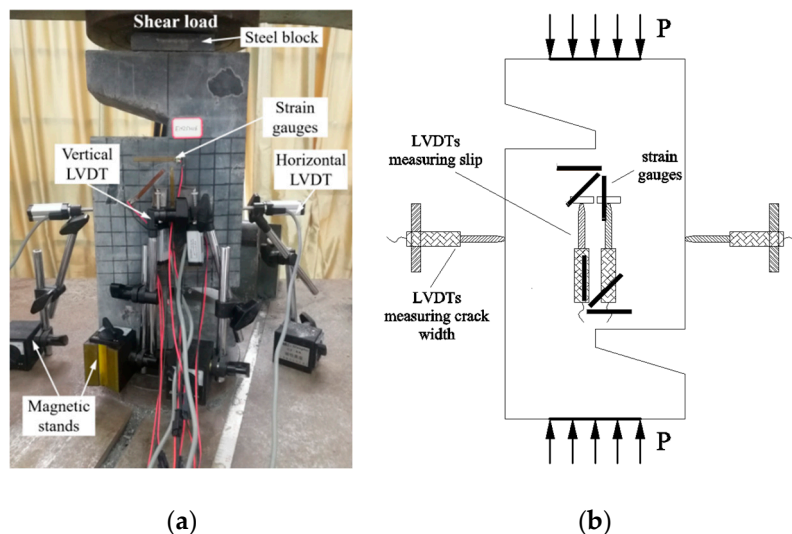 Shear load
Steel block
Strain
gauges
Vertical
LVDT
Horizontal
LVDT
Magnetic
stands
(a)
P
LVDTs
measuring slip
strain
gauges
LVDTs
measuring crack
width
P
(b)